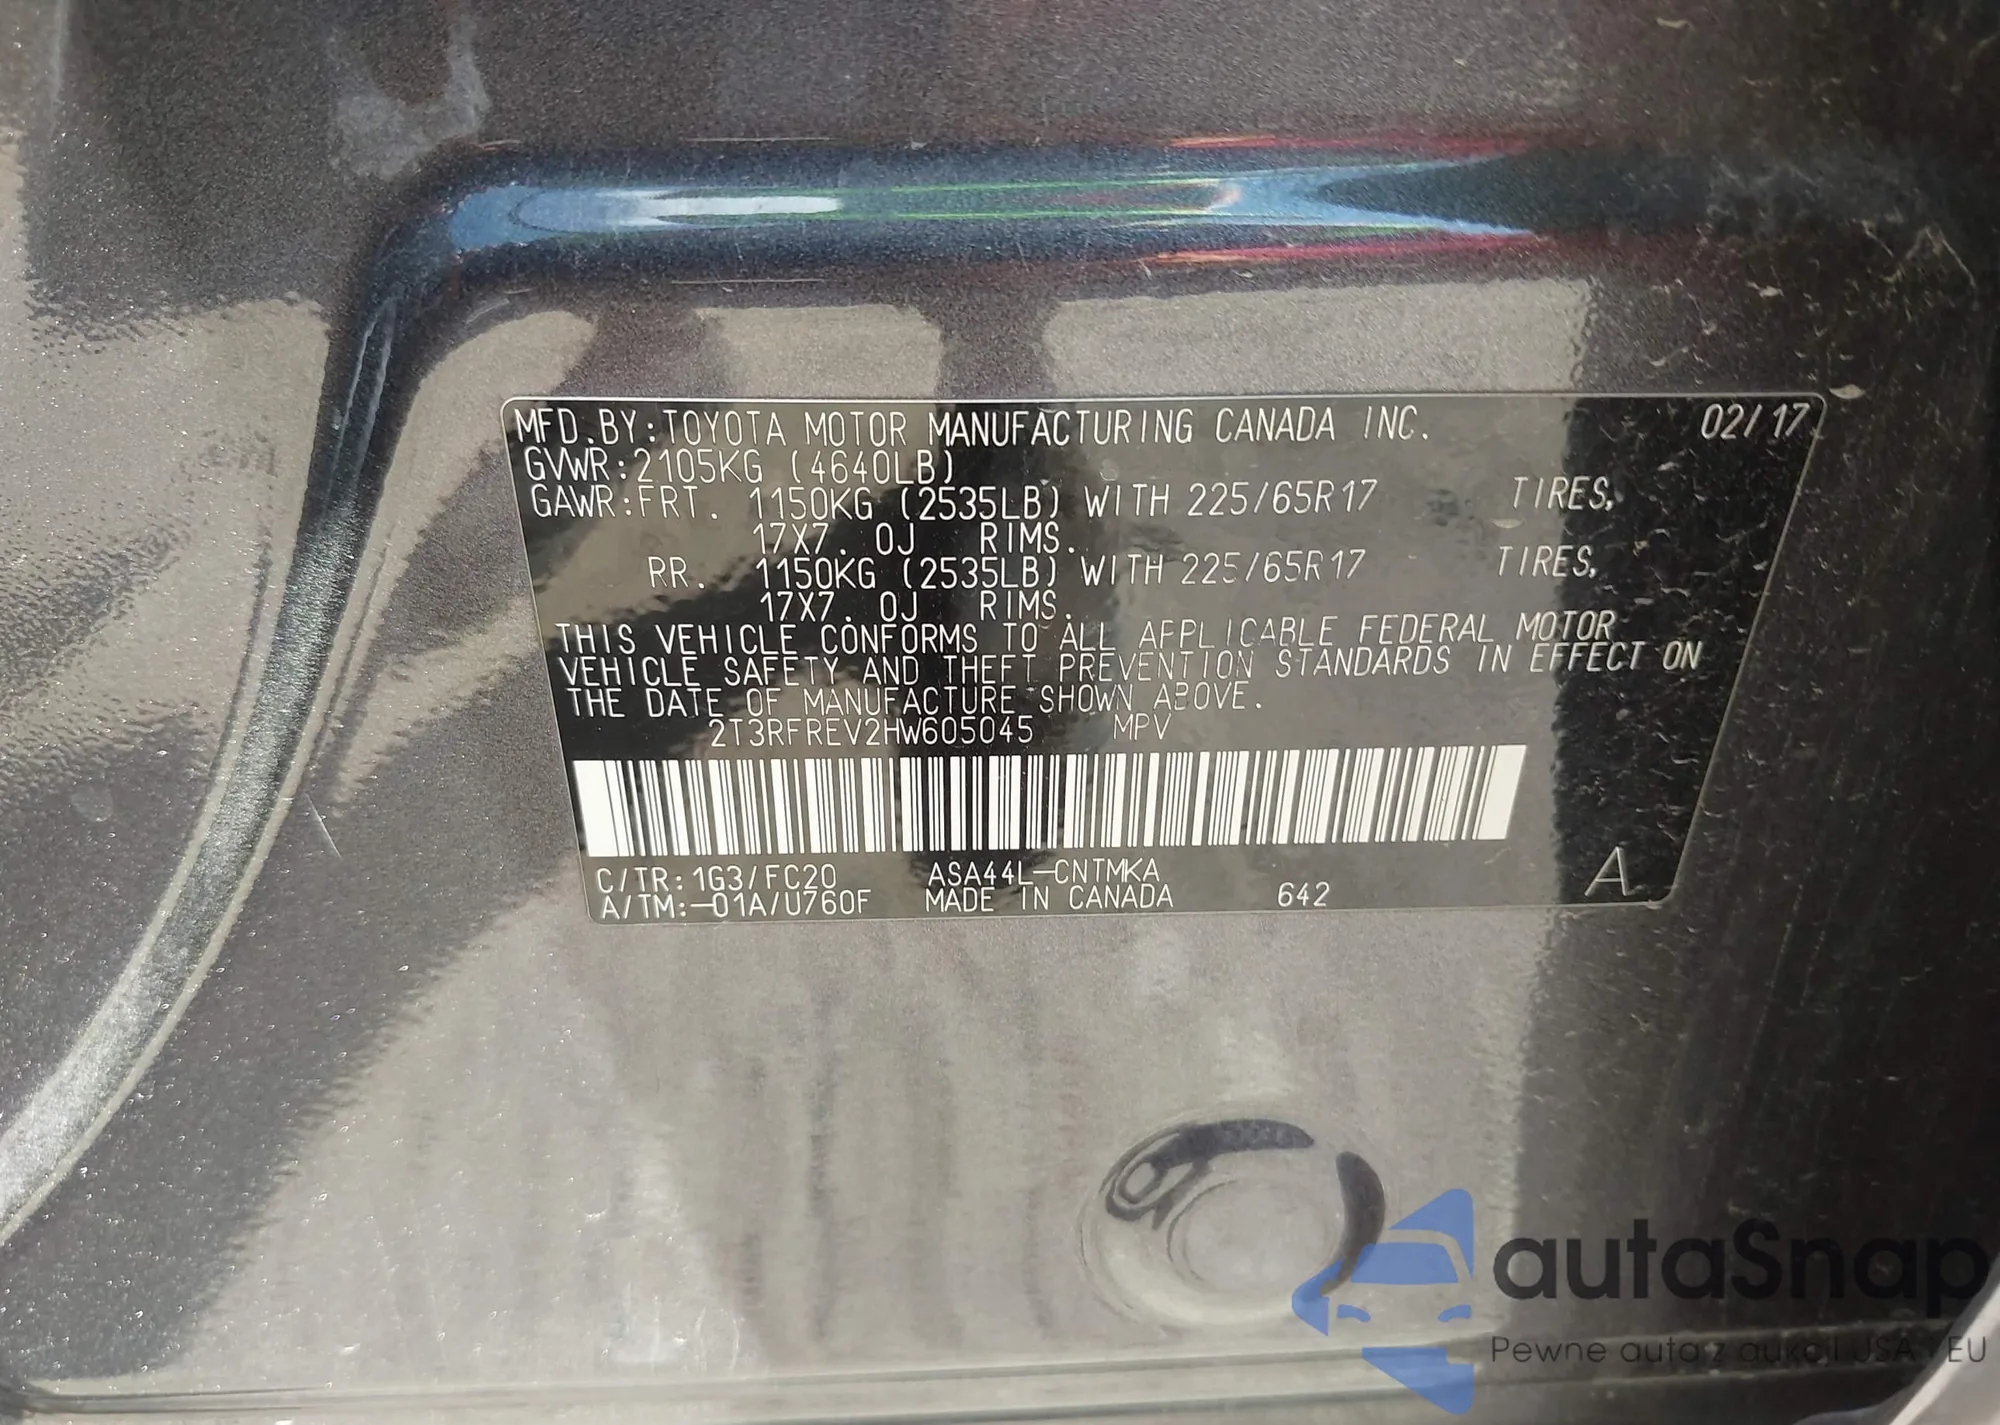 MFD.BY:TOYOTA MOTOR MANUFACTURING CANADA INC. 02/17
GVWR:2105KG (4640LB)
GAWR:FRT. 1150KG (2535LB) WITH 225/65R17 TIRES,
17X7.0J RIMS.
RR. 1150KG (2535LB) WITH 225/65R17 TIRES,
17X7.0J RIMS.
THIS VEHICLE CONFORMS TO ALL APPLICABLE FEDERAL MOTOR
VEHICLE SAFETY AND THEFT PREVENTION STANDARDS IN EFFECT ON
THE DATE OF MANUFACTURE SHOWN ABOVE.
2T3RFREV2HW605045 MPV
C/TR:1G3/FC20 ASA44L-CNTMKA
A/TM:-01A/U760F MADE IN CANADA 642 A
autaSnap
Pewne auta z aukcji USA i EU